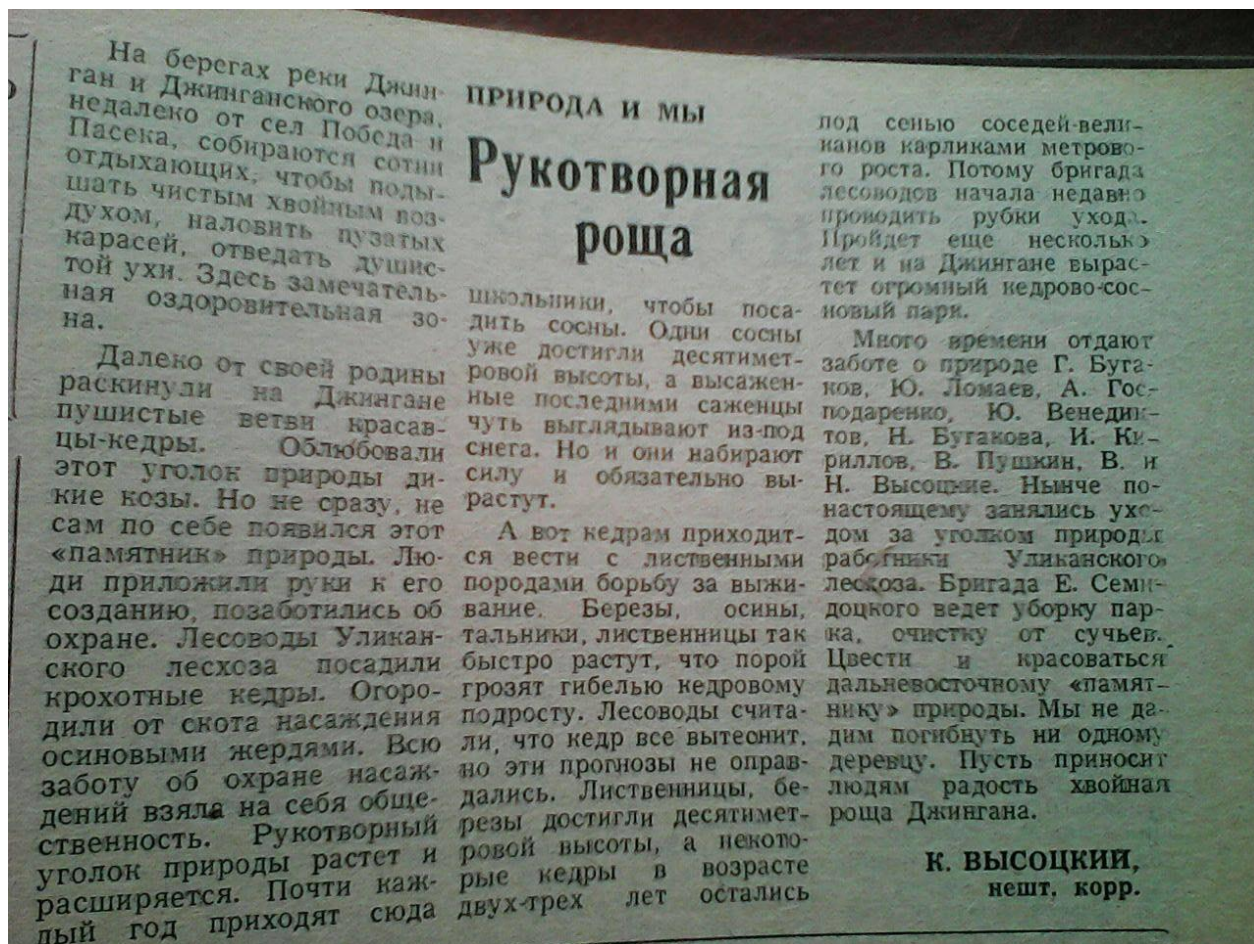 На берегах реки Джин-
ган и Джинганского озера,
недалеко от сел Победа и
Пасека, собираются сотни
отдыхающих, чтобы поды-
шать чистым хвойным воз-
духом, наловить пузатых
карасей, отведать душис-
той ухи. Здесь замечатель-
ная оздоровительная зо-
на.
Далеко от своей родины
раскинули на Джингане
пушистые ветви красав-
цы-кедры. Облюбовали
этот уголок природы ди-
кие козы. Но не сразу, не
сам по себе появился этот
«памятник» природы. Лю-
ди приложили руки к его
созданию, позаботились об
охране. Лесоводы Уликан-
ского лесхоза посадили
крохотные кедры. Огоро-
дили от скота насаждения
осиновыми жердями. Всю
заботу об охране насаж-
дений взяла на себя обще-
ственность. Рукотворный
уголок природы растет и
расширяется. Почти каж-
дый год приходят сюда
ПРИРОДА И МЫ
Рукотворная
роща
школьники, чтобы поса-
дить сосны. Одни сосны
уже достигли десятимет-
ровой высоты, а высажен-
ные последними саженцы
чуть выглядывают из-под
снега. Но и они набирают
силу и обязательно вы-
растут.
А вот кедрам приходит-
ся вести с лиственными
породами борьбу за выжи-
вание. Березы, осины,
тальники, лиственницы так
быстро растут, что порой
грозят гибелью кедровому
подросту. Лесоводы счита-
ли, что кедр все вытеонит,
но эти прогнозы не оправ-
дались. Лиственницы, бе-
резы достигли десятимет-
ровой высоты, а некото-
рые кедры в возрасте
двух-трех лет остались
под сенью соседей-вели-
канов карликами метрово-
го роста. Потому бригада
лесоводов начала недавно
проводить рубки ухода.
Пройдет еще несколько
лет и на Джингане вырас-
тет огромный кедрово-сос-
новый парк.
Много времени отдают
заботе о природе Г. Буга-
ков, Ю. Ломаев, А. Гос-
подаренко, Ю. Венедик-
тов, Н. Бугакова, И. Ки-
риллов, В. Пушкин, В. и
Н. Высоцкие. Нынче по-
настоящему занялись ухо-
дом за уголком природы
работники Уликанского
лесхоза. Бригада Е. Семи-
доцкого ведет уборку пар-
ка, очистку от сучьев.
Цвести и красоваться
дальневосточному «памят-
нику» природы. Мы не да-
дим погибнуть ни одному
деревцу. Пусть приносит
людям радость хвойная
роща Джингана.
К. ВЫСОЦКИЙ,
нешт. корр.